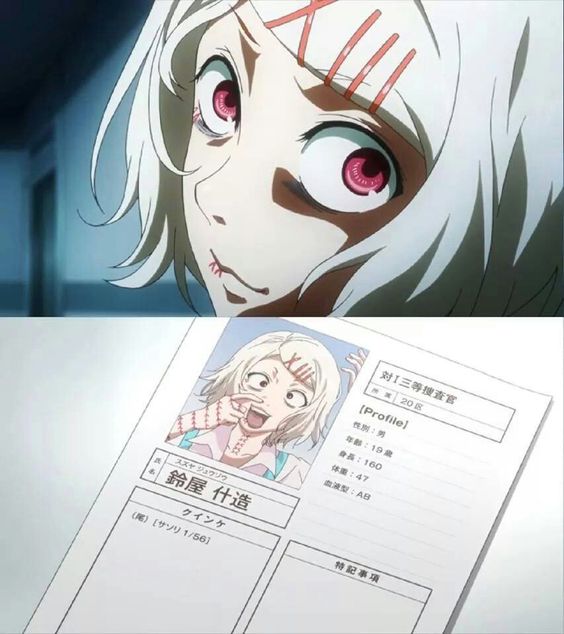 対I三等捜査官
所属 20区
[Profile]
性別：男
年齢：19歳
身長：160
体重：47
血液型：AB
スズヤ ジュウゾウ
氏名 鈴屋 什造
クインケ
（尾）[サソリ1/56]
特記事項